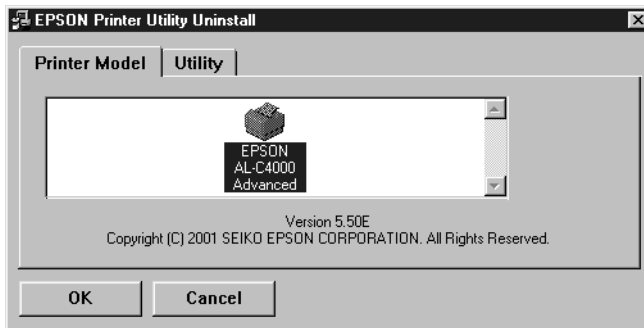 EPSON Printer Utility Uninstall
Printer Model
Utility
EPSON
AL-C4000
Advanced
Version 5.50E
Copyright (C) 2001 SEIKO EPSON CORPORATION. All Rights Reserved.
OK
Cancel